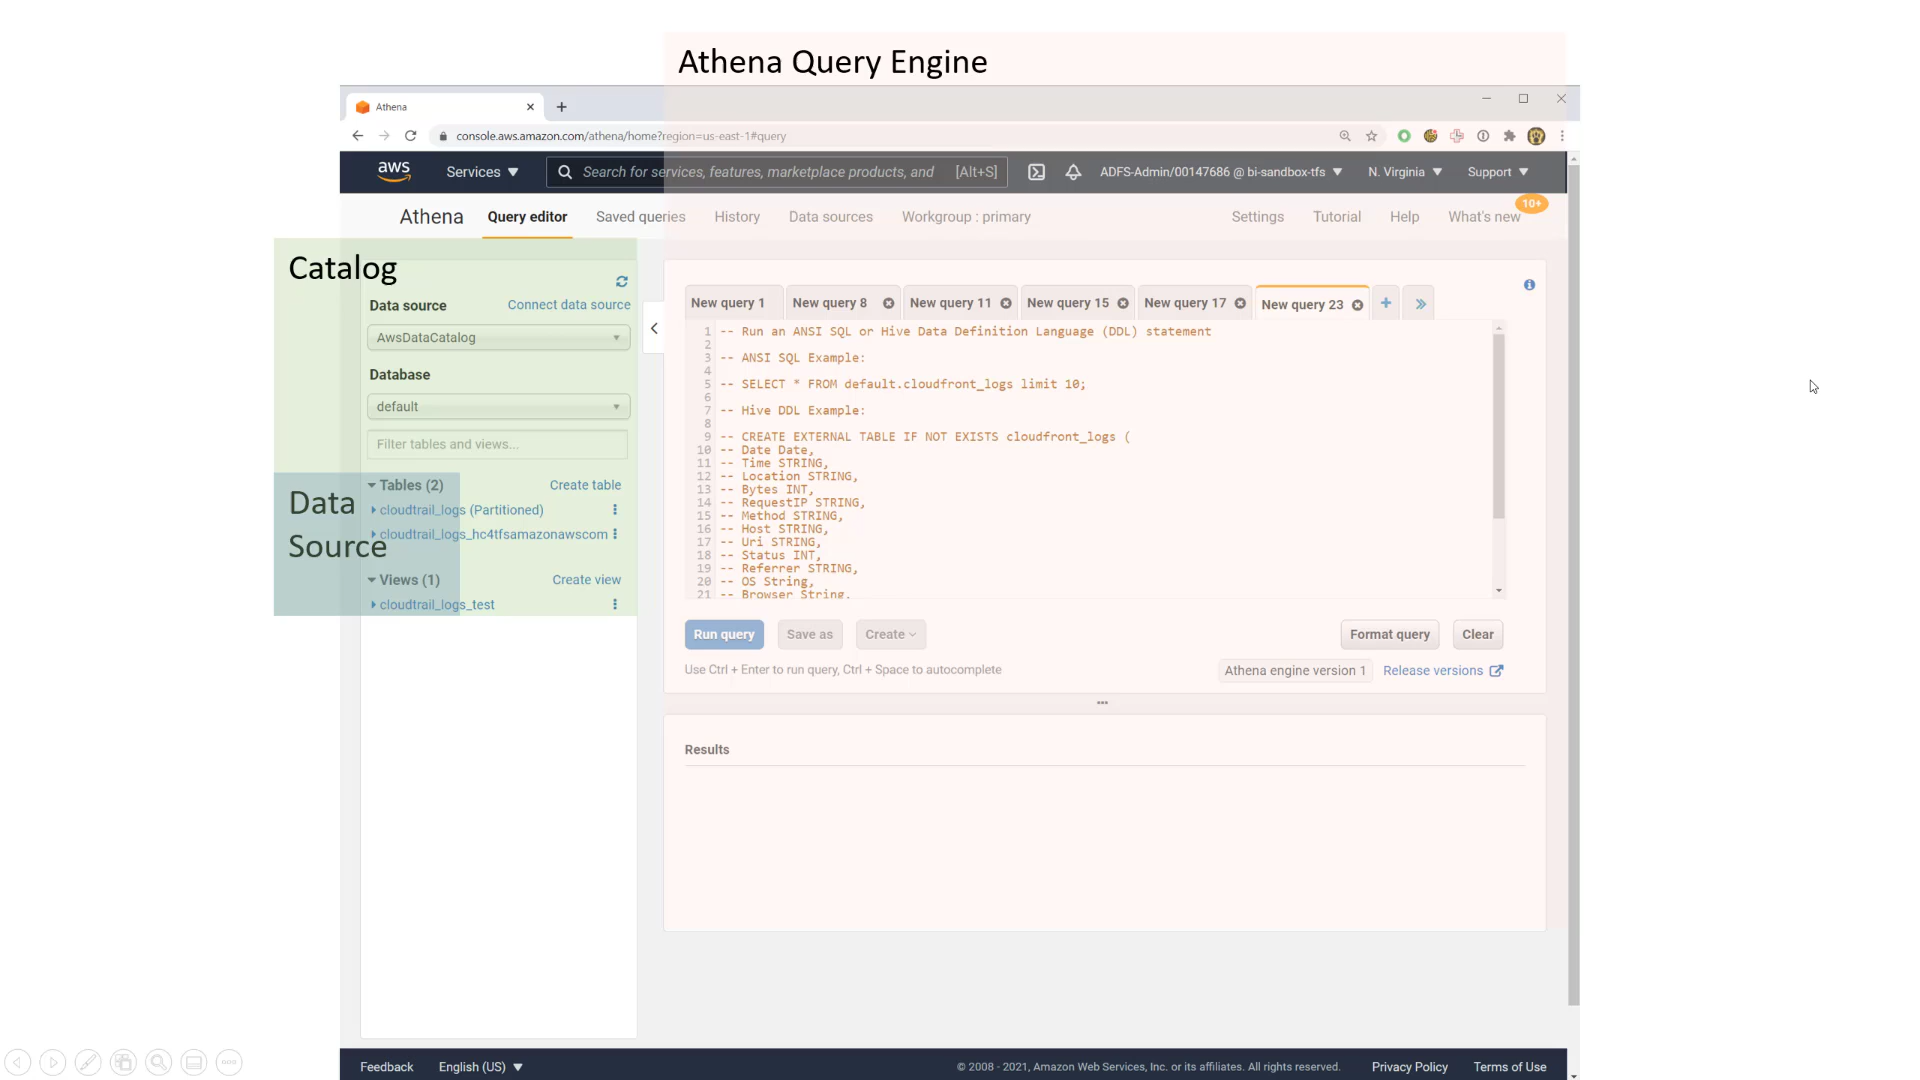 Athena Query Engine
Athena
console.aws.amazon.com/athena/home?region=us-east-1#query
aws
Services
Search for services, features, marketplace products, and
[Alt+S]
ADFS-Admin/00147686 @ bi-sandbox-tfs
N. Virginia
Support
Athena
Query editor
Saved queries
History
Data sources
Workgroup : primary
Settings
Tutorial
Help
What's new
10+
Catalog
Data source
Connect data source
AwsDataCatalog
Database
default
Filter tables and views...
Data
Source
Tables (2)
Create table
cloudtrail_logs (Partitioned)
cloudtrail_logs_hc4tfsamazonawscom
Views (1)
Create view
cloudtrail_logs_test
New query 1
New query 8
New query 11
New query 15
New query 17
New query 23
1 -- Run an ANSI SQL or Hive Data Definition Language (DDL) statement
2
3 -- ANSI SQL Example:
4
5 -- SELECT * FROM default.cloudfront_logs limit 10;
6
7 -- Hive DDL Example:
8
9 -- CREATE EXTERNAL TABLE IF NOT EXISTS cloudfront_logs (
10 -- Date Date,
11 -- Time STRING,
12 -- Location STRING,
13 -- Bytes INT,
14 -- RequestIP STRING,
15 -- Method STRING,
16 -- Host STRING,
17 -- Uri STRING,
18 -- Status INT,
19 -- Referrer STRING,
20 -- OS String,
21 -- Browser String,
Run query
Save as
Create
Format query
Clear
Use Ctrl + Enter to run query, Ctrl + Space to autocomplete
Athena engine version 1
Release versions
Results
Feedback
English (US)
© 2008 - 2021, Amazon Web Services, Inc. or its affiliates. All rights reserved.
Privacy Policy
Terms of Use